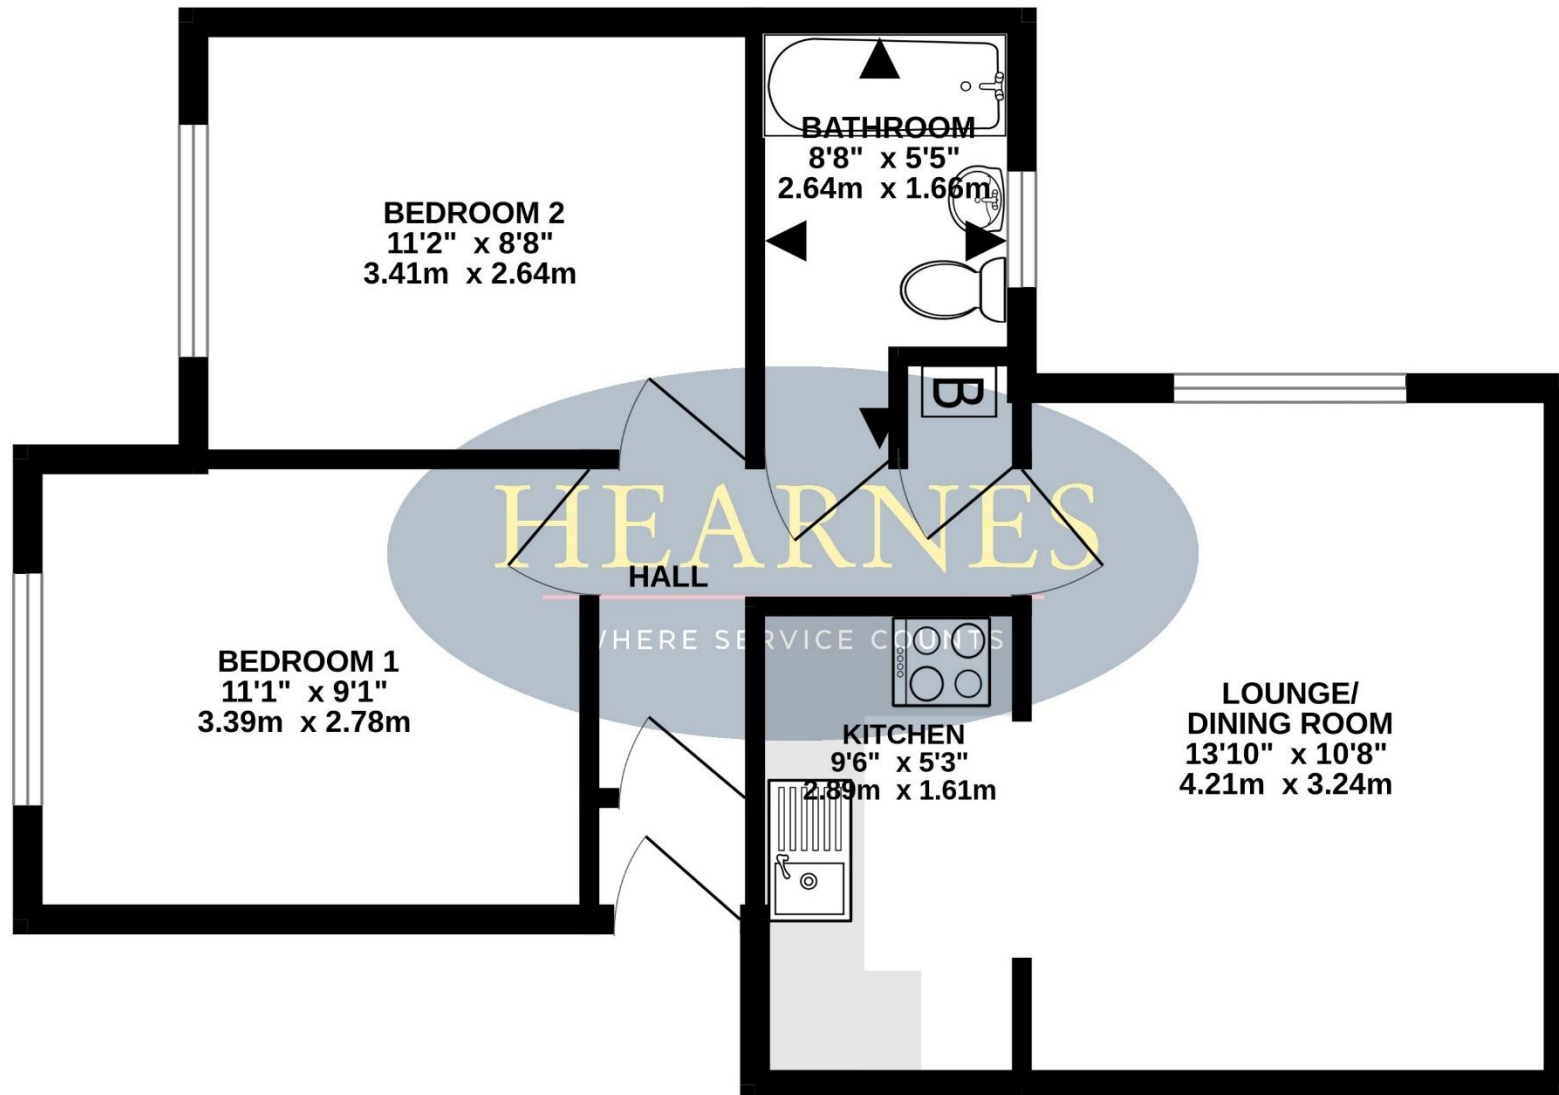 BATHROOM
8'8" x 5'5"
2.64m x 1.66m
BEDROOM 2
11'2" x 8'8"
3.41m x 2.64m
B
HEARNES
HALL
WHERE SERVICE COUNTS
BEDROOM 1
11'1" x 9'1"
3.39m x 2.78m
KITCHEN
9'6" x 5'3"
2.89m x 1.61m
LOUNGE/
DINING ROOM
13'10" x 10'8"
4.21m x 3.24m